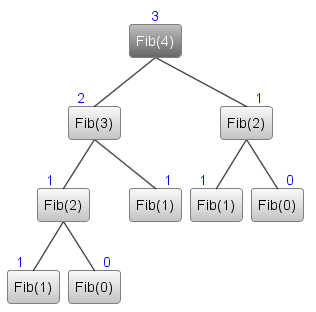 3
Fib(4)
2 1
Fib(3) Fib(2)
1 1 1 0
Fib(2) Fib(1) Fib(1) Fib(0)
1 0
Fib(1) Fib(0)